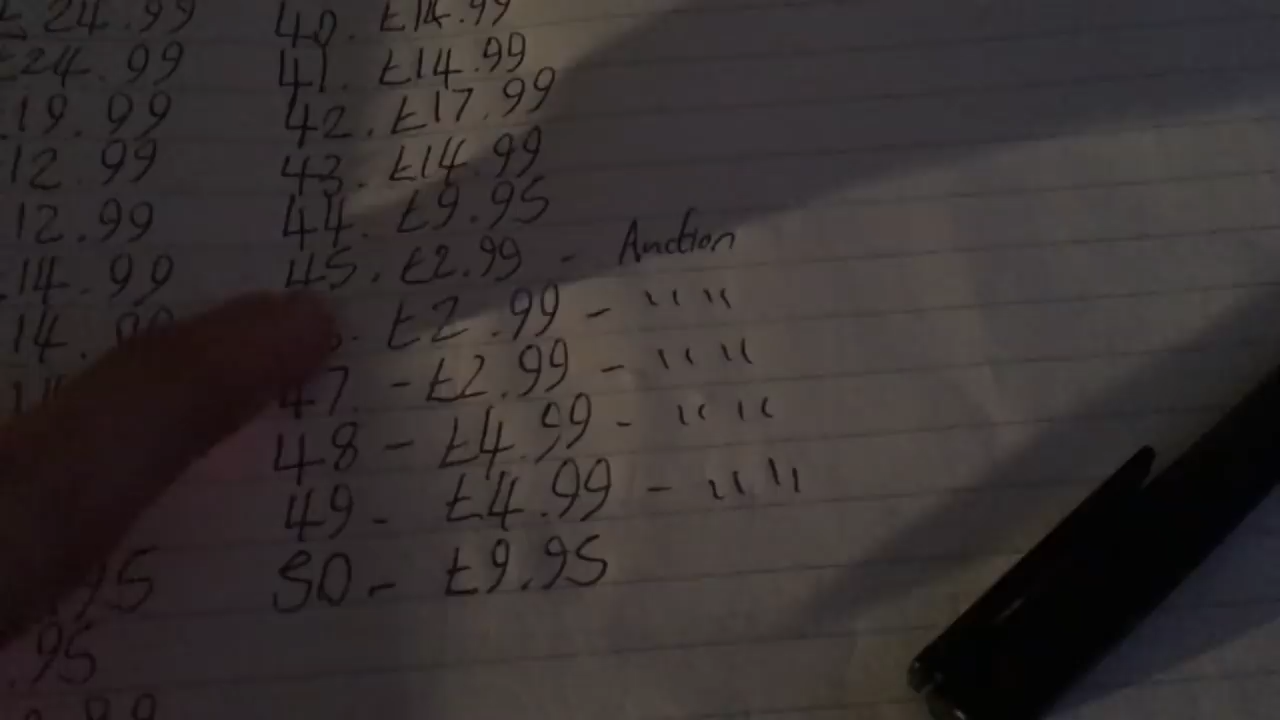 £24.99
£24.99
£19.99
12.99
12.99
£14.99
14.99
95
.95
40. £14.99
41. £14.99
42. £17.99
43. £14.99
44. £9.95
45. £2.99 - Auction
. £2.99 - " "
47. - £2.99 - " "
48 - £4.99 - " "
49 - £4.99 - " "
50 - £9.95